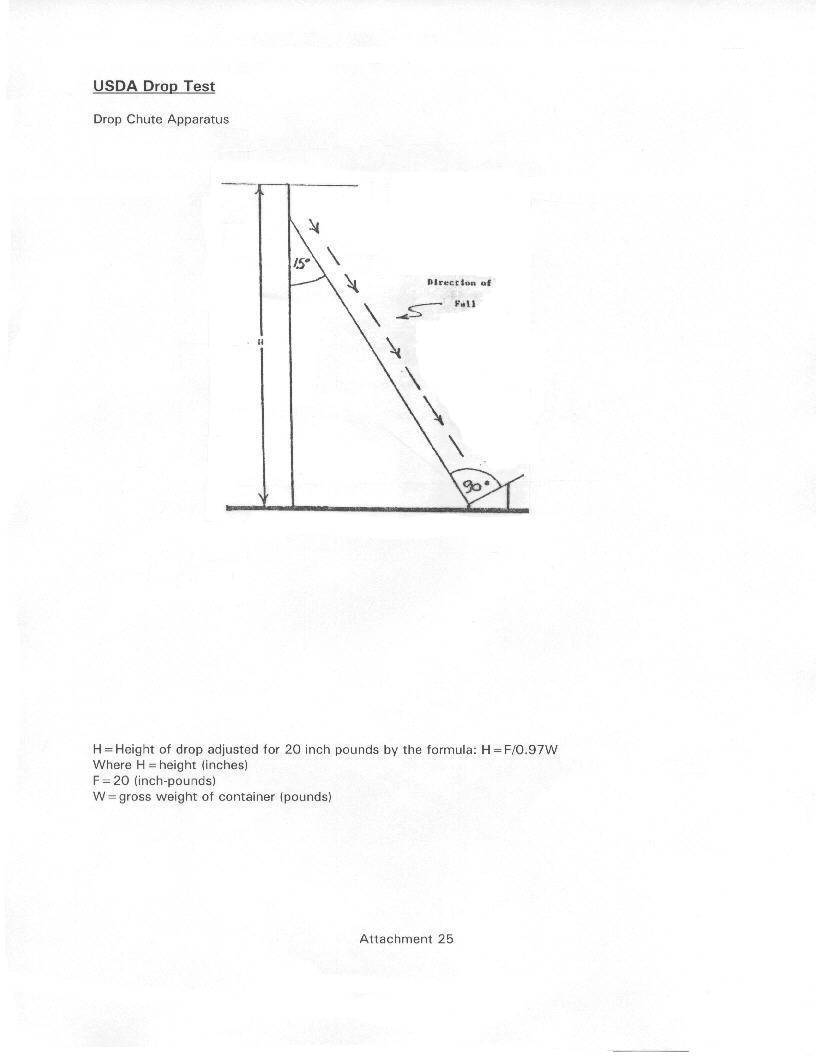 USDA Drop Test
Drop Chute Apparatus
15°
Direction of
Fall
H
90°
H=Height of drop adjusted for 20 inch pounds by the formula: H=F/0.97W
Where H=height (inches)
F=20 (inch-pounds)
W=gross weight of container (pounds)
Attachment 25